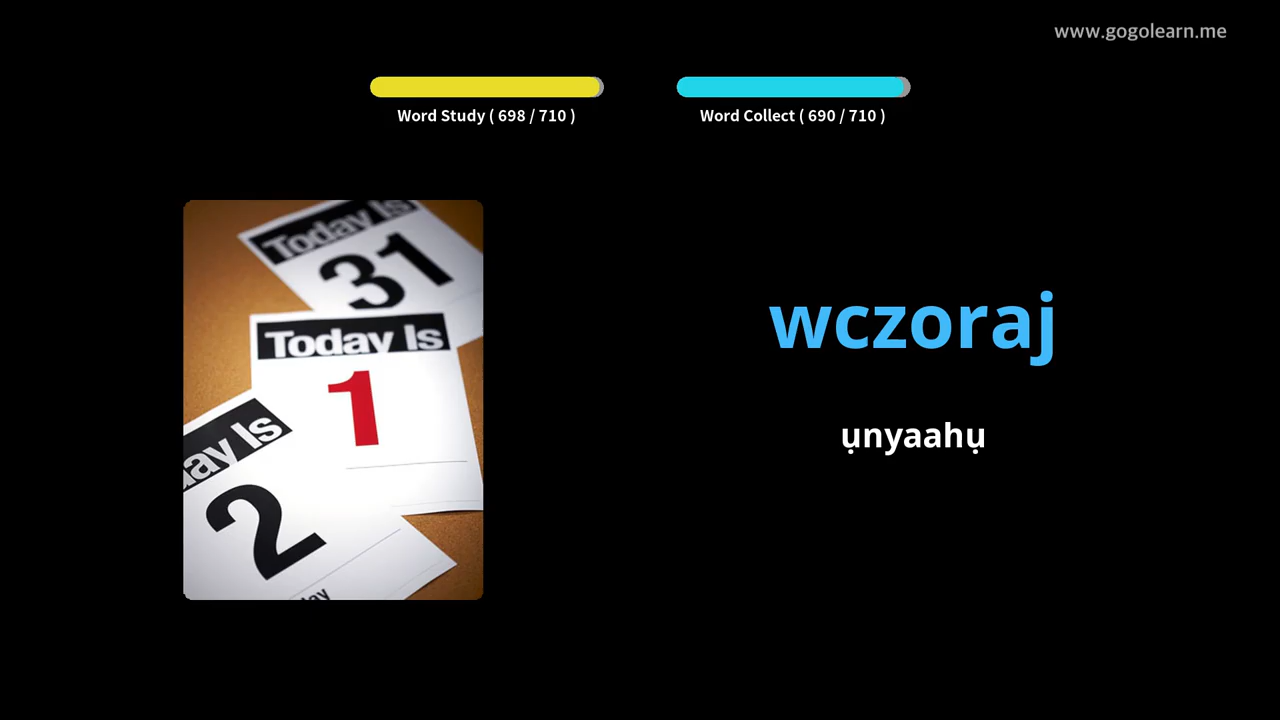 www.gogolearn.me
Word Study ( 698 / 710 )
Word Collect ( 690 / 710 )
Today Is
31
Today Is
1
day Is
2
wczoraj
ụnyaahụ